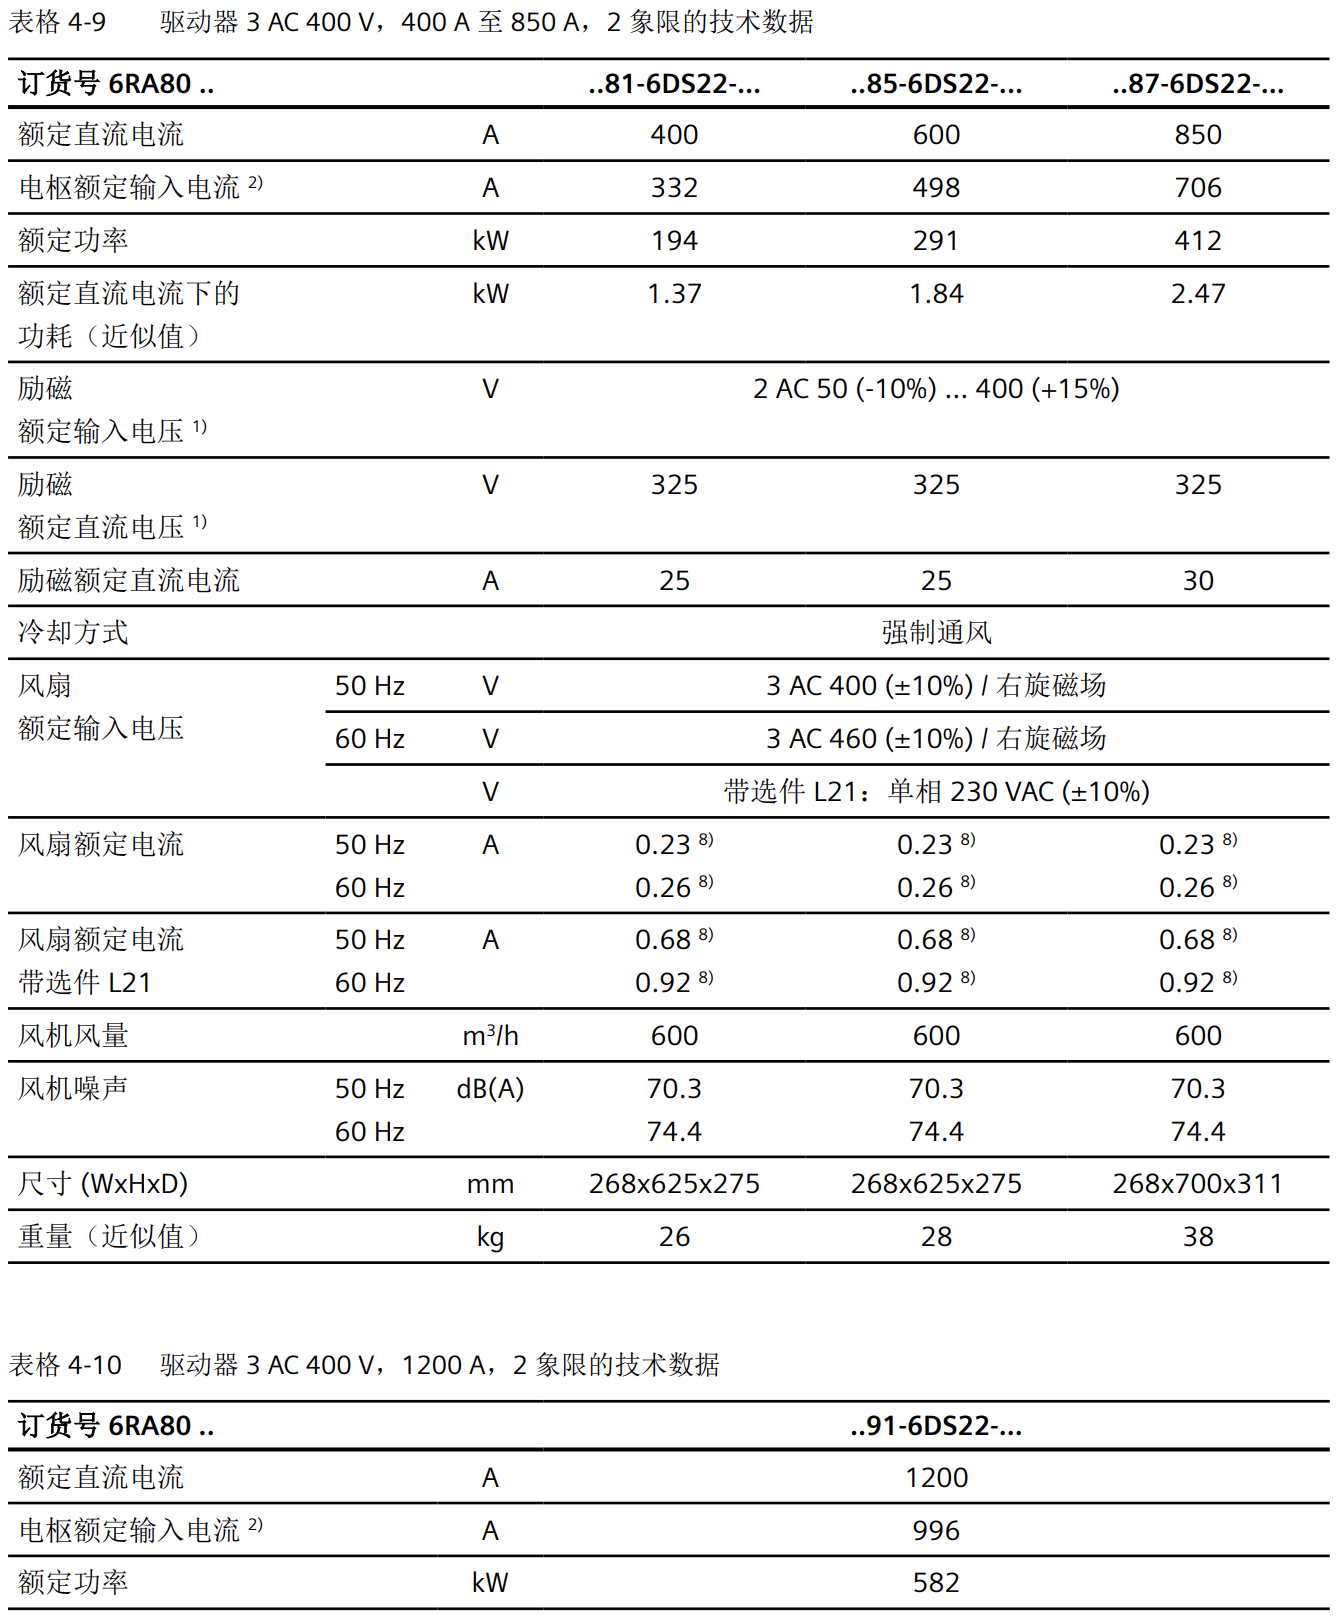 表格 4-9 驱动器 3 AC 400 V，400 A 至 850 A，2 象限的技术数据
订货号 6RA80 .. ..81-6DS22-... ..85-6DS22-... ..87-6DS22-...
额定直流电流 A 400 600 850
电枢额定输入电流 2) A 332 498 706
额定功率 kW 194 291 412
额定直流电流下的 kW 1.37 1.84 2.47
功耗（近似值）
励磁 V 2 AC 50 (-10%) ... 400 (+15%)
额定输入电压 1)
励磁 V 325 325 325
额定直流电压 1)
励磁额定直流电流 A 25 25 30
冷却方式 强制通风
风扇 50 Hz V 3 AC 400 (±10%) / 右旋磁场
额定输入电压 60 Hz V 3 AC 460 (±10%) / 右旋磁场
V 带选件 L21：单相 230 VAC (±10%)
风扇额定电流 50 Hz A 0.23 8) 0.23 8) 0.23 8)
60 Hz 0.26 8) 0.26 8) 0.26 8)
风扇额定电流 50 Hz A 0.68 8) 0.68 8) 0.68 8)
带选件 L21 60 Hz 0.92 8) 0.92 8) 0.92 8)
风机风量 m³/h 600 600 600
风机噪声 50 Hz dB(A) 70.3 70.3 70.3
60 Hz 74.4 74.4 74.4
尺寸 (WxHxD) mm 268x625x275 268x625x275 268x700x311
重量（近似值） kg 26 28 38
表格 4-10 驱动器 3 AC 400 V，1200 A，2 象限的技术数据
订货号 6RA80 .. ..91-6DS22-...
额定直流电流 A 1200
电枢额定输入电流 2) A 996
额定功率 kW 582